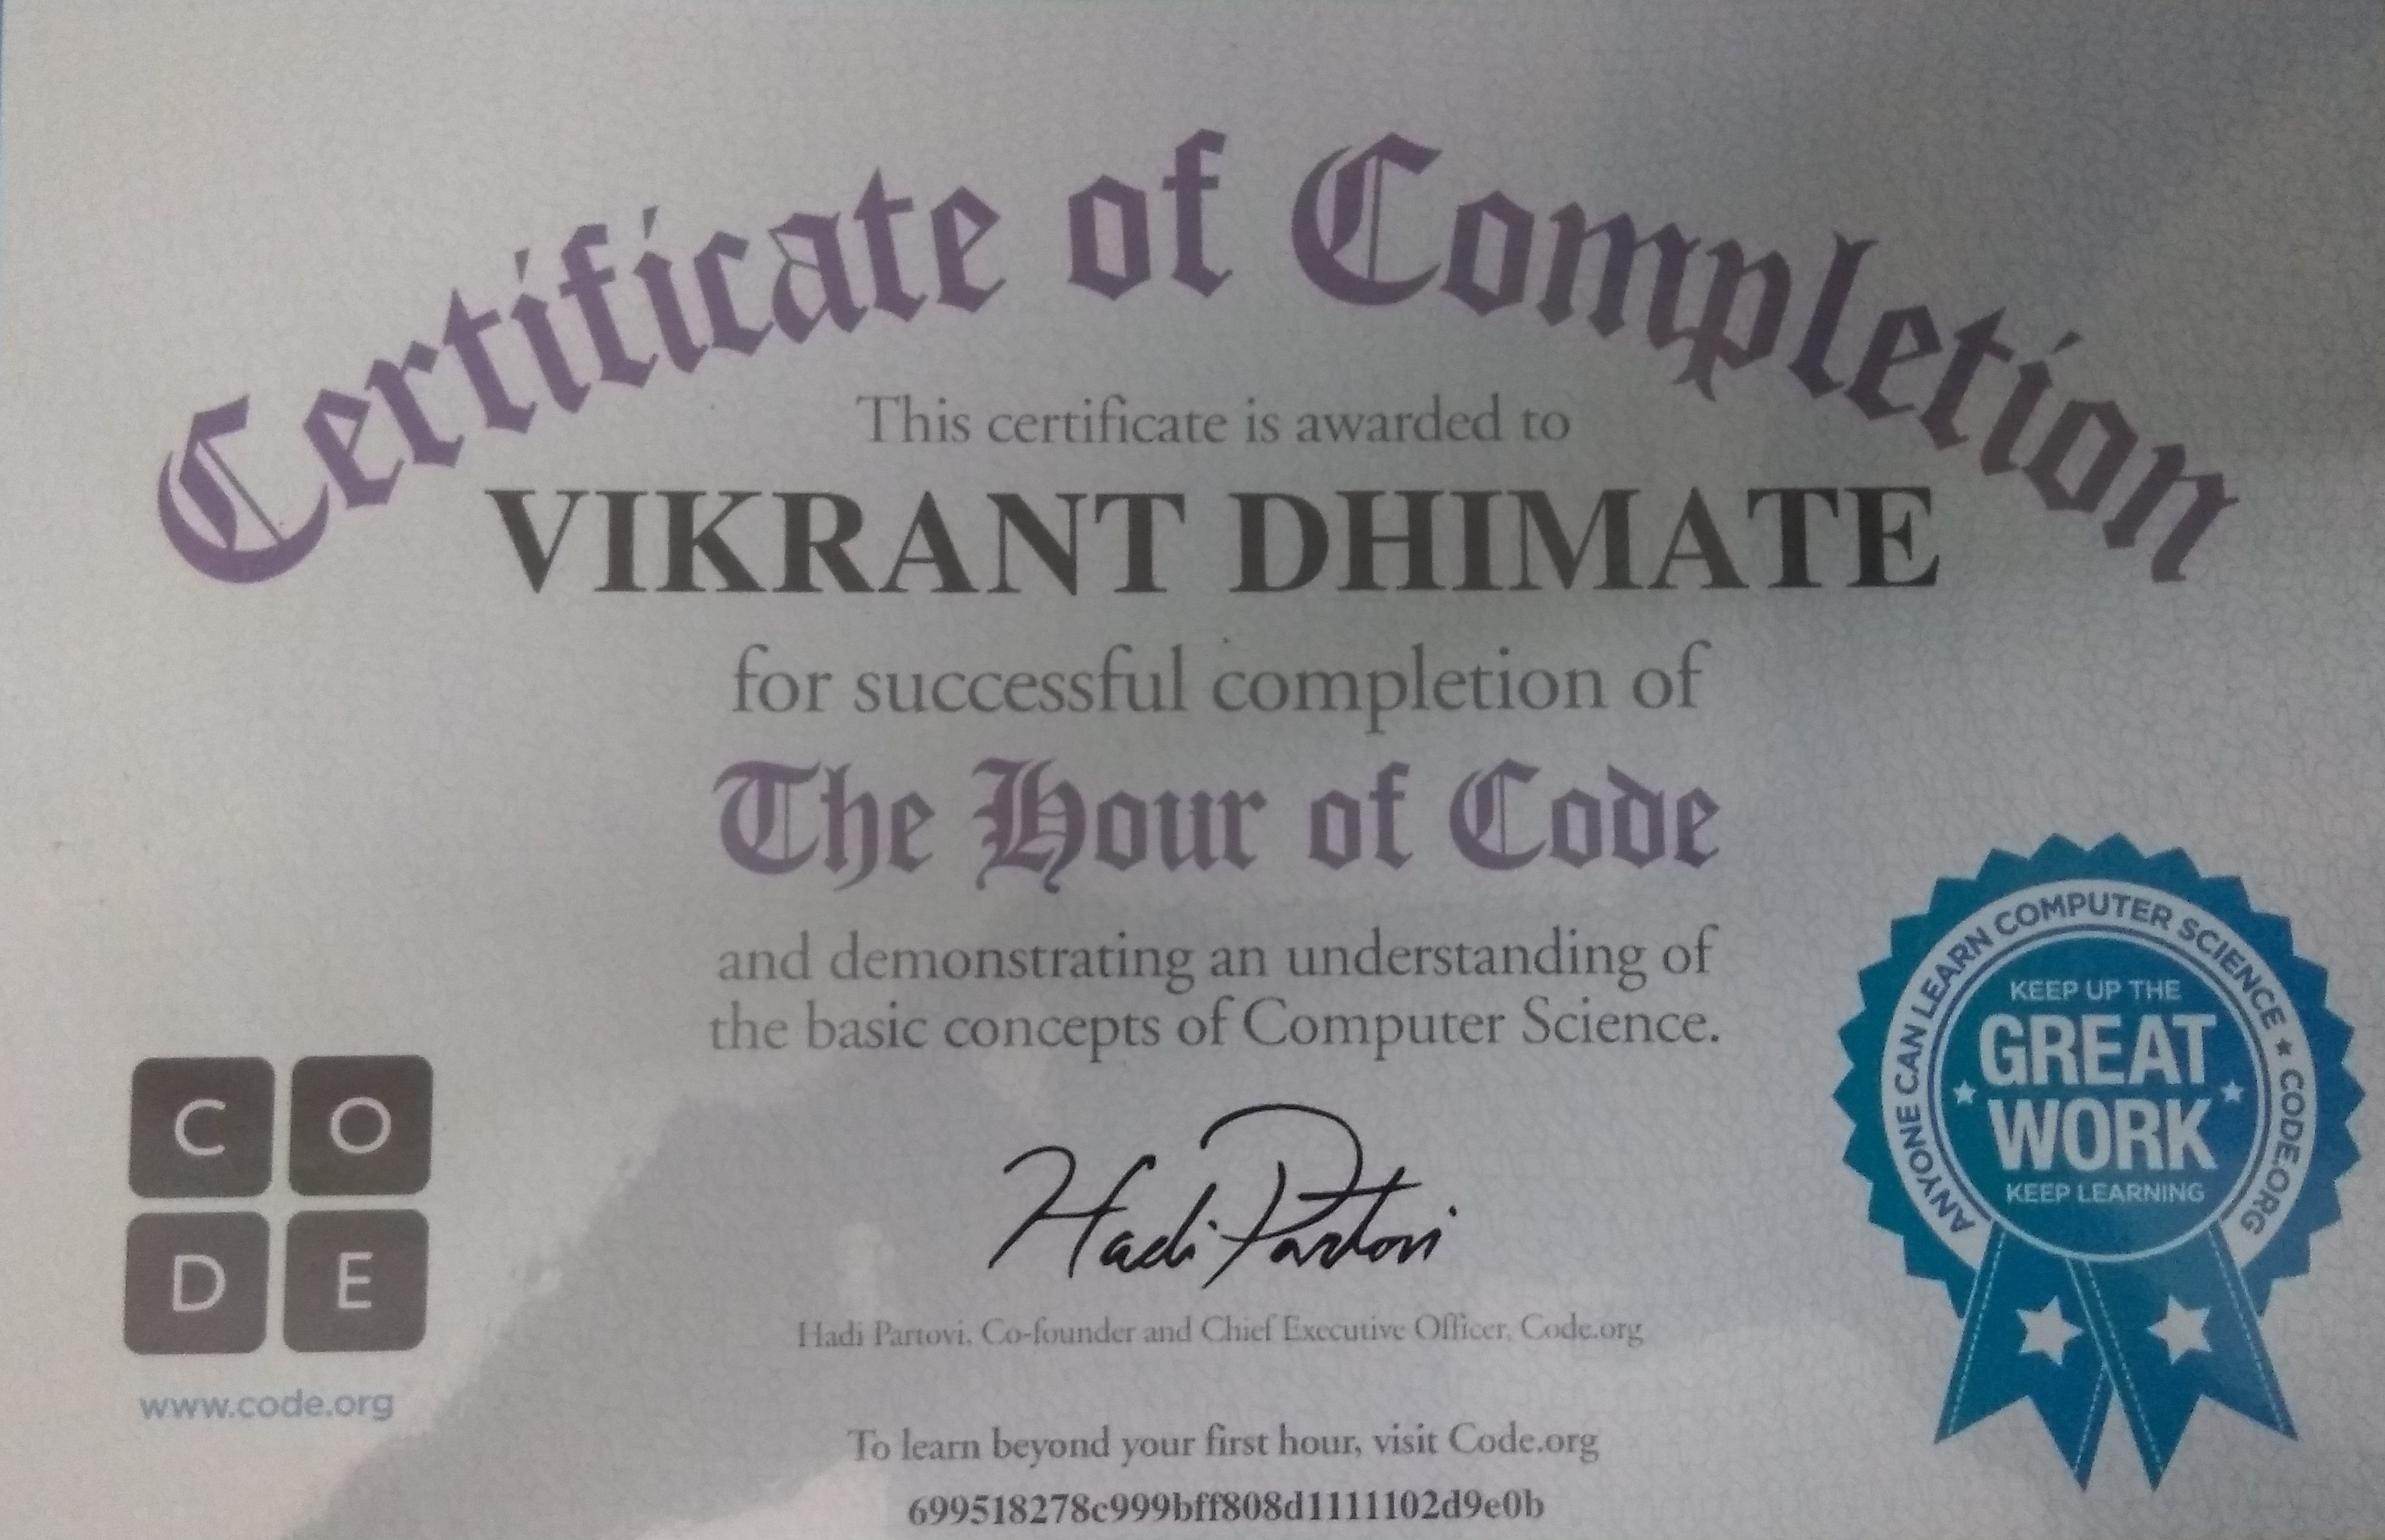 Certificate of Completion
This certificate is awarded to
VIKRANT DHIMATE
for successful completion of
The Hour of Code
and demonstrating an understanding of
the basic concepts of Computer Science.
C O
D E
www.code.org
Hadi Partovi
Hadi Partovi, Co-founder and Chief Executive Officer, Code.org
To learn beyond your first hour, visit Code.org
699518278c999bff808d1111102d9e0b
ANYONE CAN LEARN COMPUTER SCIENCE ★ CODE.ORG
KEEP UP THE
GREAT
WORK
KEEP LEARNING